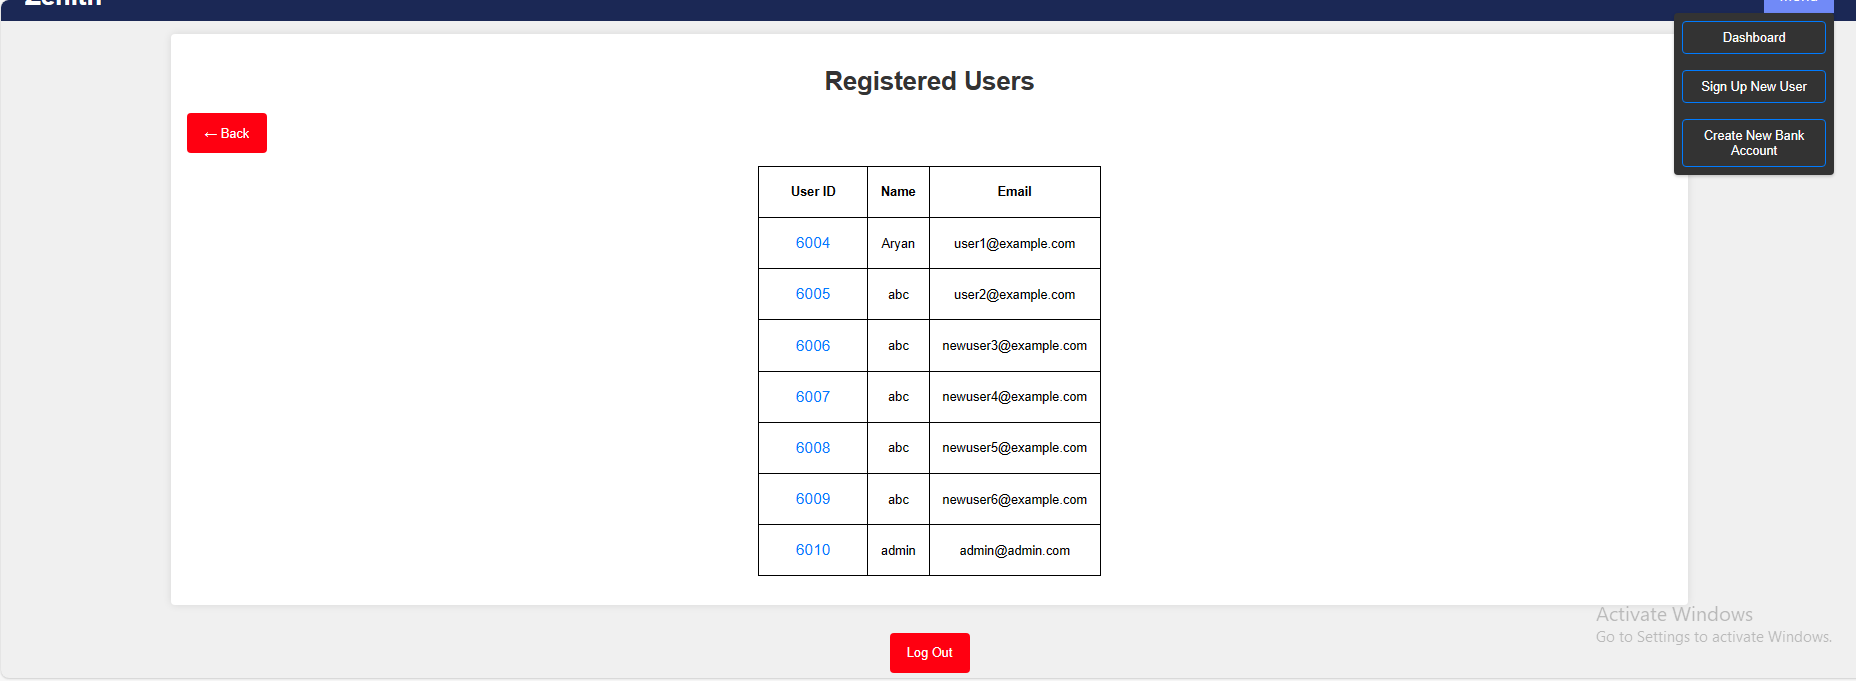 Zenith
Menu
Dashboard
Sign Up New User
Create New Bank
Account
Registered Users
← Back
User ID Name Email
6004 Aryan user1@example.com
6005 abc user2@example.com
6006 abc newuser3@example.com
6007 abc newuser4@example.com
6008 abc newuser5@example.com
6009 abc newuser6@example.com
6010 admin admin@admin.com
Activate Windows
Go to Settings to activate Windows.
Log Out